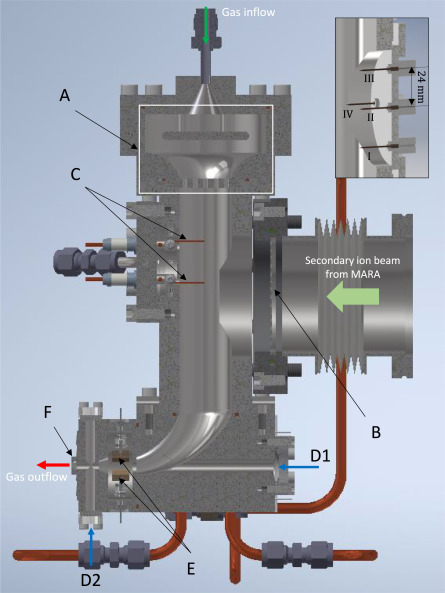 Gas inflow
A
III
IV
II
I
24 mm
C
Secondary ion beam
from MARA
B
F
D1
Gas outflow
E
D2